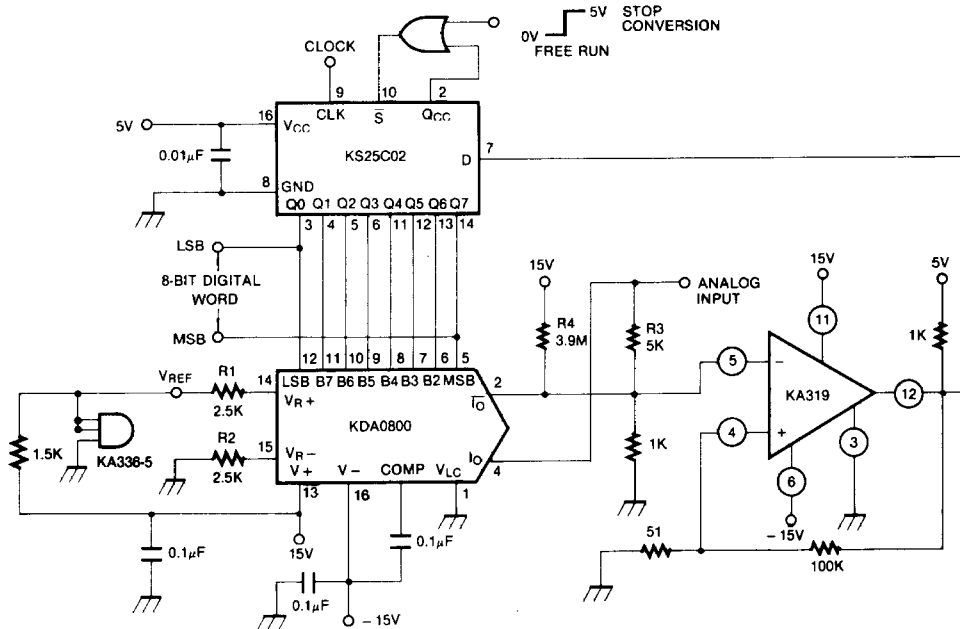 5V STOP
CONVERSION
0V
FREE RUN
CLOCK
9 10 2
CLK S̅ QCC
5V 16 VCC
KS25C02
D 7
0.01µF
8 GND
Q0 Q1 Q2 Q3 Q4 Q5 Q6 Q7
3 4 5 6 11 12 13 14
LSB
8-BIT DIGITAL
WORD
MSB
15V
R4
3.9M
ANALOG
INPUT
R3
5K
15V
11
5V
1K
12 11 10 9 8 7 6 5
LSB B7 B6 B5 B4 B3 B2 MSB
VREF R1 14
2.5K
VR+
I̅O̅ 2
5 −
KA319
12
KDA0800
4 +
3
1.5K
KA336-5
R2 15
2.5K
VR−
V+ V− COMP VLC
IO 4
13 16 1
1K
6
−15V
0.1µF
15V
0.1µF
0.1µF
−15V
51
100K